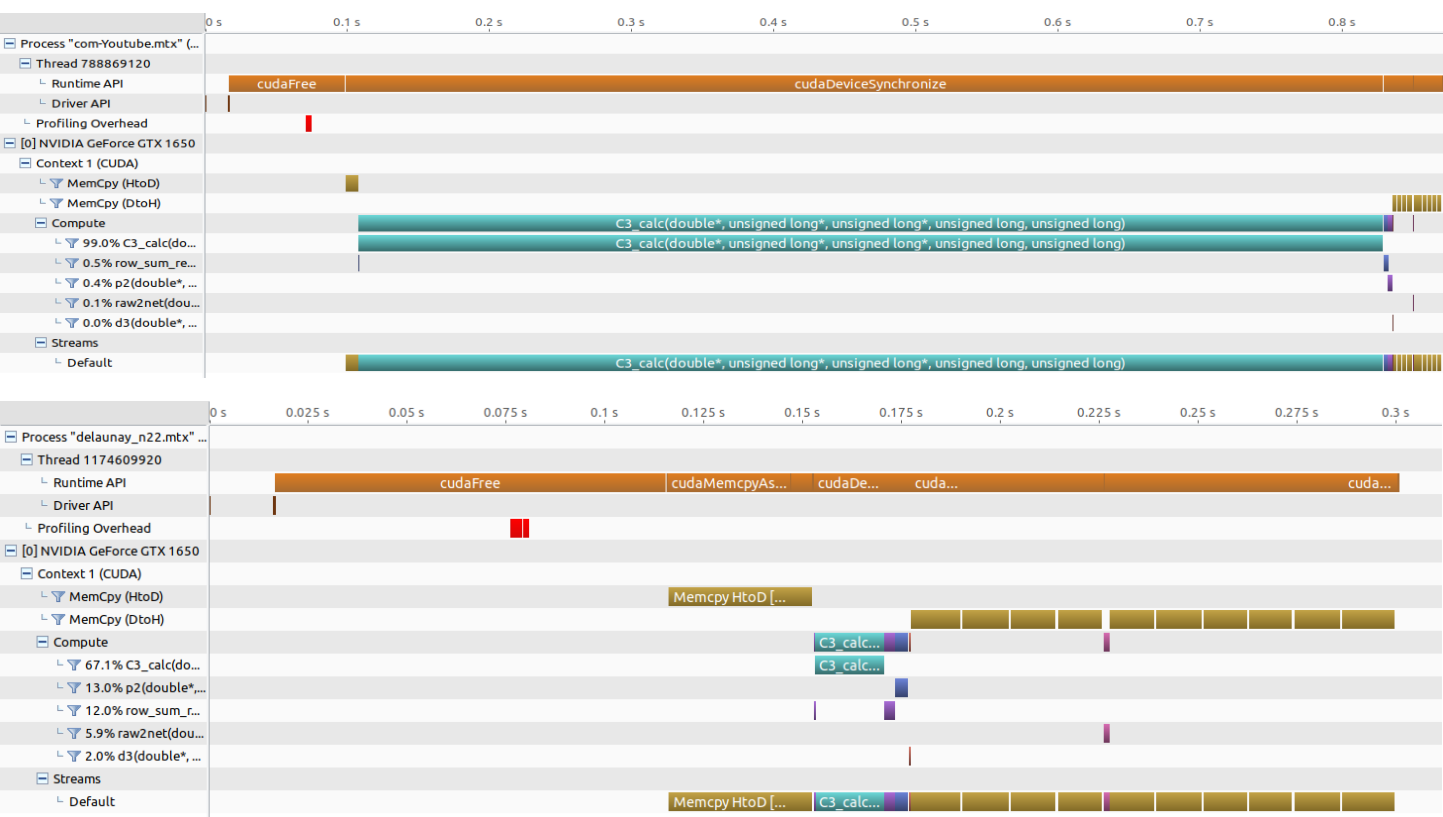 0 s 0.1 s 0.2 s 0.3 s 0.4 s 0.5 s 0.6 s 0.7 s 0.8 s
Process "com-Youtube.mtx" (...
Thread 788869120
Runtime API cudaFree cudaDeviceSynchronize
Driver API
Profiling Overhead
[0] NVIDIA GeForce GTX 1650
Context 1 (CUDA)
MemCpy (HtoD)
MemCpy (DtoH)
Compute C3_calc(double*, unsigned long*, unsigned long*, unsigned long, unsigned long)
99.0% C3_calc(do... C3_calc(double*, unsigned long*, unsigned long*, unsigned long, unsigned long)
0.5% row_sum_re...
0.4% p2(double*, ...
0.1% raw2net(dou...
0.0% d3(double*, ...
Streams
Default C3_calc(double*, unsigned long*, unsigned long*, unsigned long, unsigned long)
0 s 0.025 s 0.05 s 0.075 s 0.1 s 0.125 s 0.15 s 0.175 s 0.2 s 0.225 s 0.25 s 0.275 s 0.3 s
Process "delaunay_n22.mtx" ...
Thread 1174609920
Runtime API cudaFree cudaMemcpyAs... cudaDe... cuda... cuda...
Driver API
Profiling Overhead
[0] NVIDIA GeForce GTX 1650
Context 1 (CUDA)
MemCpy (HtoD) Memcpy HtoD [...
MemCpy (DtoH)
Compute C3_calc...
67.1% C3_calc(do... C3_calc...
13.0% p2(double*,...
12.0% row_sum_r...
5.9% raw2net(dou...
2.0% d3(double*, ...
Streams
Default Memcpy HtoD [... C3_calc...